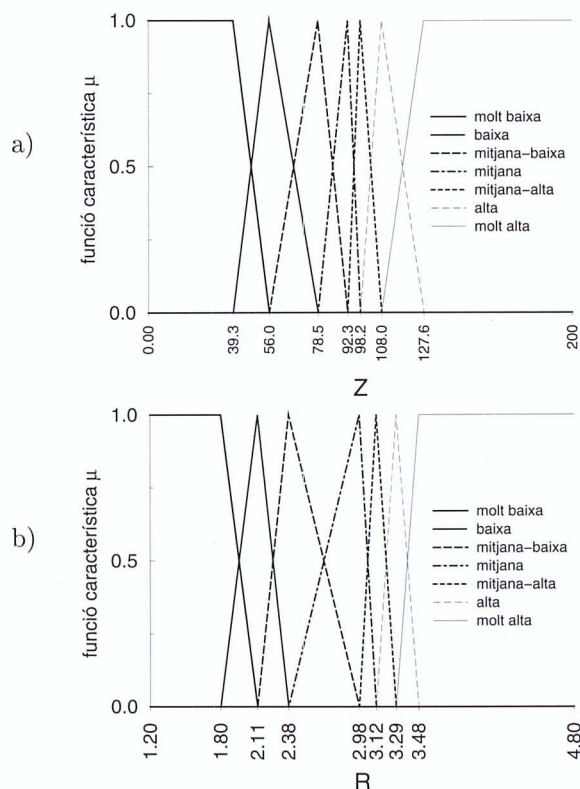 a)
funció característica μ
1.0
0.5
0.0
molt baixa
baixa
mitjana-baixa
mitjana
mitjana-alta
alta
molt alta
0.00
39.3
56.0
78.5
92.3
98.2
108.0
127.6
200
Z
b)
funció característica μ
1.0
0.5
0.0
molt baixa
baixa
mitjana-baixa
mitjana
mitjana-alta
alta
molt alta
1.20
1.80
2.11
2.38
2.98
3.12
3.29
3.48
4.80
R